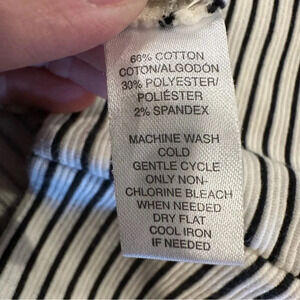 68% COTTON
COTON/ALGODÓN
30% POLYESTER/
POLIÉSTER
2% SPANDEX
MACHINE WASH
COLD
GENTLE CYCLE
ONLY NON-
CHLORINE BLEACH
WHEN NEEDED
DRY FLAT
COOL IRON
IF NEEDED